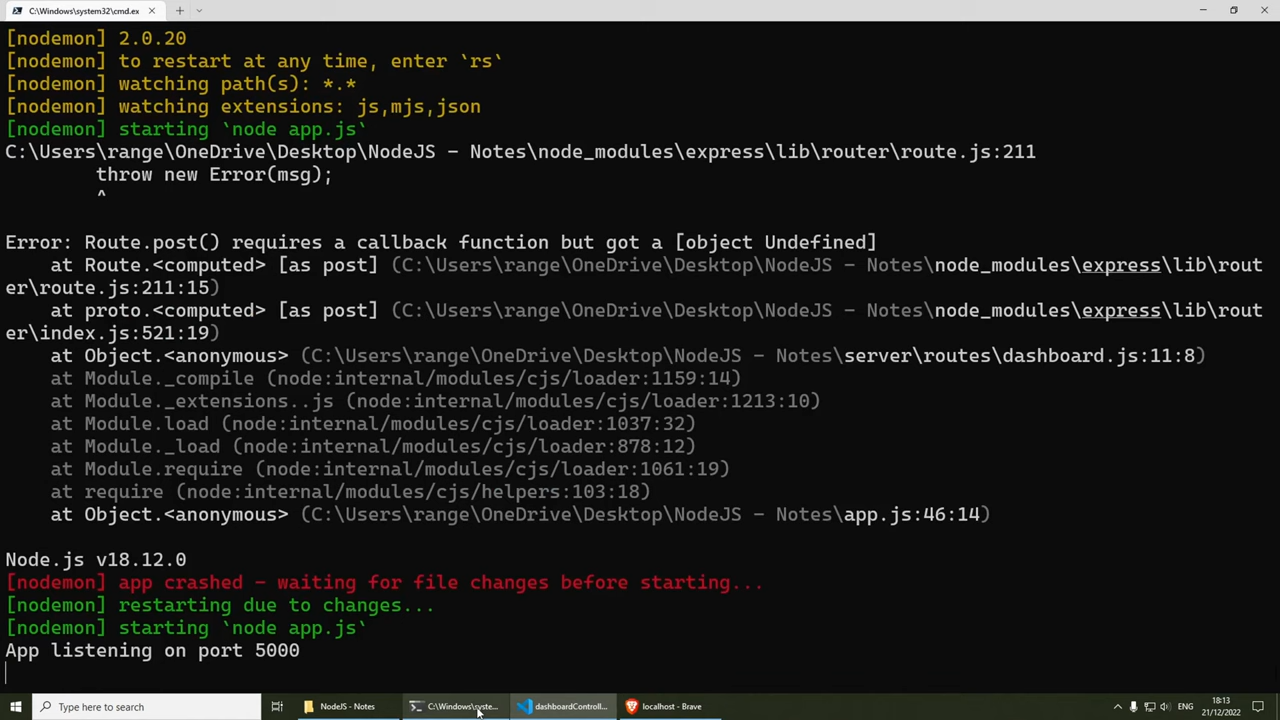 C:\Windows\system32\cmd.ex
[nodemon] 2.0.20
[nodemon] to restart at any time, enter `rs`
[nodemon] watching path(s): *.*
[nodemon] watching extensions: js,mjs,json
[nodemon] starting `node app.js`
C:\Users\range\OneDrive\Desktop\NodeJS - Notes\node_modules\express\lib\router\route.js:211
        throw new Error(msg);
        ^
Error: Route.post() requires a callback function but got a [object Undefined]
    at Route.<computed> [as post] (C:\Users\range\OneDrive\Desktop\NodeJS - Notes\node_modules\express\lib\rout
er\route.js:211:15)
    at proto.<computed> [as post] (C:\Users\range\OneDrive\Desktop\NodeJS - Notes\node_modules\express\lib\rout
er\index.js:521:19)
    at Object.<anonymous> (C:\Users\range\OneDrive\Desktop\NodeJS - Notes\server\routes\dashboard.js:11:8)
    at Module._compile (node:internal/modules/cjs/loader:1159:14)
    at Module._extensions..js (node:internal/modules/cjs/loader:1213:10)
    at Module.load (node:internal/modules/cjs/loader:1037:32)
    at Module._load (node:internal/modules/cjs/loader:878:12)
    at Module.require (node:internal/modules/cjs/loader:1061:19)
    at require (node:internal/modules/cjs/helpers:103:18)
    at Object.<anonymous> (C:\Users\range\OneDrive\Desktop\NodeJS - Notes\app.js:46:14)
Node.js v18.12.0
[nodemon] app crashed - waiting for file changes before starting...
[nodemon] restarting due to changes...
[nodemon] starting `node app.js`
App listening on port 5000
Type here to search
NodeJS - Notes
C:\Windows\syste...
dashboardControll...
localhost - Brave
ENG
18:13
21/12/2022